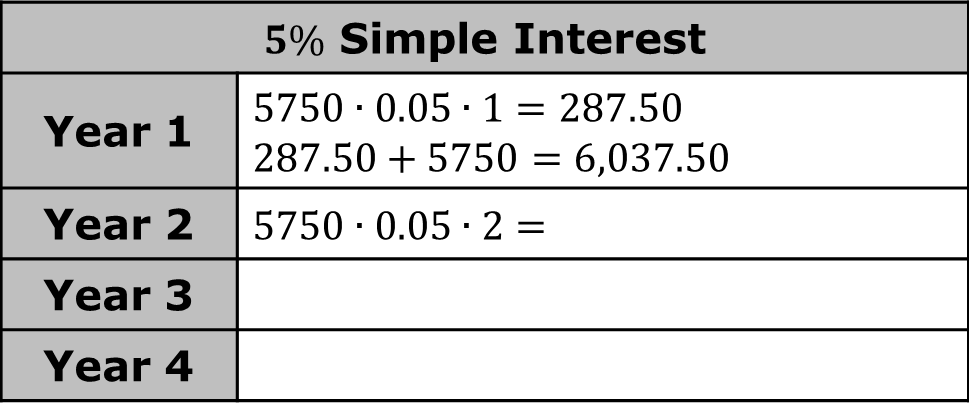 5% Simple Interest
Year 1
5750 · 0.05 · 1 = 287.50
287.50 + 5750 = 6,037.50
Year 2
5750 · 0.05 · 2 =
Year 3
Year 4